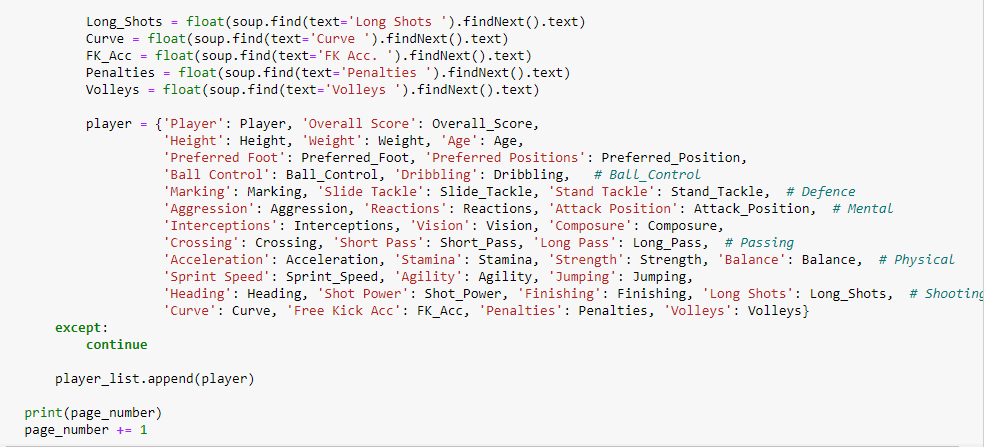 Long_Shots = float(soup.find(text='Long Shots ').findNext().text)
Curve = float(soup.find(text='Curve ').findNext().text)
FK_Acc = float(soup.find(text='FK Acc. ').findNext().text)
Penalties = float(soup.find(text='Penalties ').findNext().text)
Volleys = float(soup.find(text='Volleys ').findNext().text)
player = {'Player': Player, 'Overall Score': Overall_Score,
'Height': Height, 'Weight': Weight, 'Age': Age,
'Preferred Foot': Preferred_Foot, 'Preferred Positions': Preferred_Position,
'Ball Control': Ball_Control, 'Dribbling': Dribbling,   # Ball_Control
'Marking': Marking, 'Slide Tackle': Slide_Tackle, 'Stand Tackle': Stand_Tackle,  # Defence
'Aggression': Aggression, 'Reactions': Reactions, 'Attack Position': Attack_Position,  # Mental
'Interceptions': Interceptions, 'Vision': Vision, 'Composure': Composure,
'Crossing': Crossing, 'Short Pass': Short_Pass, 'Long Pass': Long_Pass,  # Passing
'Acceleration': Acceleration, 'Stamina': Stamina, 'Strength': Strength, 'Balance': Balance,  # Physical
'Sprint Speed': Sprint_Speed, 'Agility': Agility, 'Jumping': Jumping,
'Heading': Heading, 'Shot Power': Shot_Power, 'Finishing': Finishing, 'Long Shots': Long_Shots,  # Shooting
'Curve': Curve, 'Free Kick Acc': FK_Acc, 'Penalties': Penalties, 'Volleys': Volleys}
except:
continue
player_list.append(player)
print(page_number)
page_number += 1